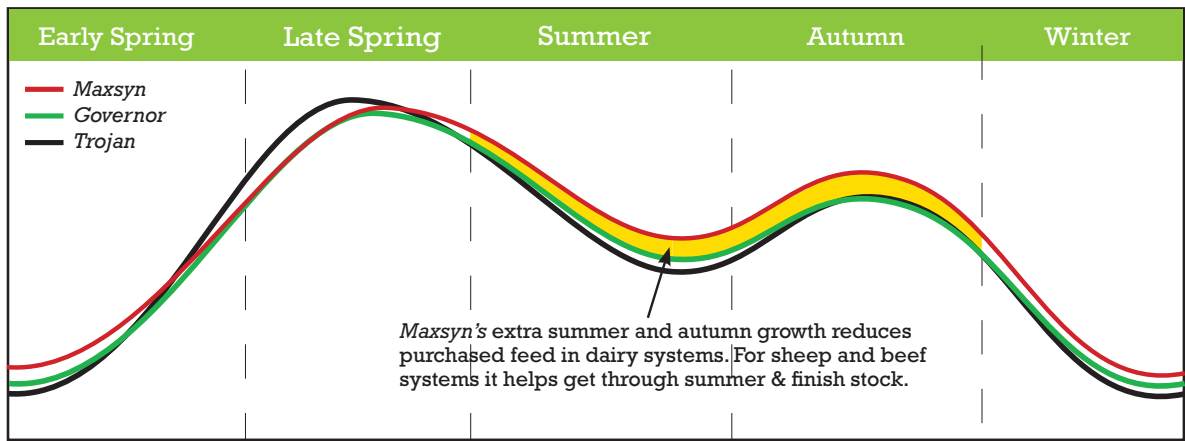 Early Spring Late Spring Summer Autumn Winter
Maxsyn
Governor
Trojan
Maxsyn's extra summer and autumn growth reduces
purchased feed in dairy systems. For sheep and beef
systems it helps get through summer & finish stock.